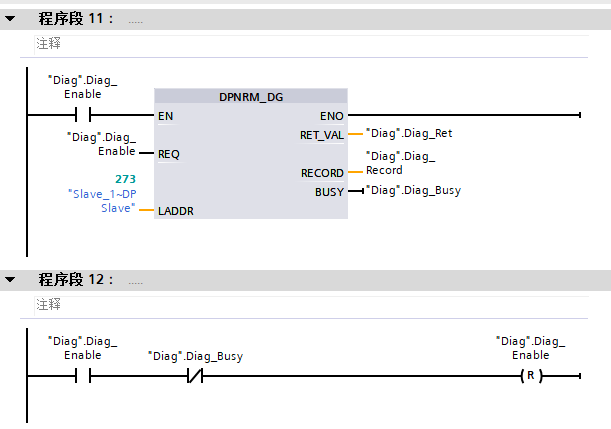 程序段 11： .....
注释
"Diag".Diag_
Enable
DPNRM_DG
EN
ENO
RET_VAL
"Diag".Diag_Ret
"Diag".Diag_
Enable
REQ
"Diag".Diag_
Record
RECORD
273
"Slave_1~DP
Slave"
BUSY
"Diag".Diag_Busy
LADDR
程序段 12： .....
注释
"Diag".Diag_
Enable
"Diag".Diag_Busy
"Diag".Diag_
Enable
R